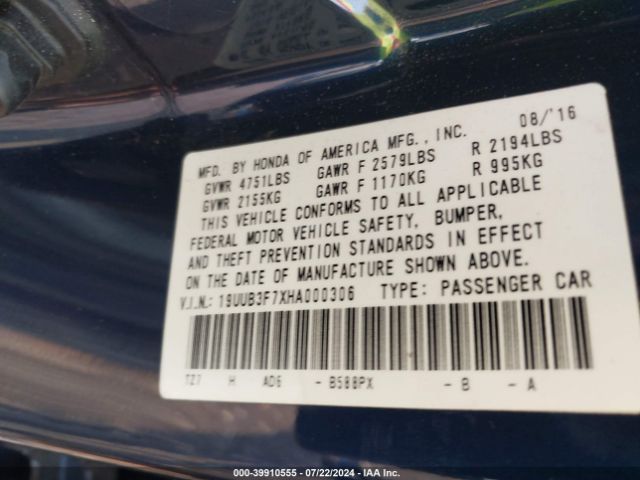 MFD. BY HONDA OF AMERICA MFG., INC. 08/'16
GVWR 4751LBS GAWR F 2579LBS R 2194LBS
GVWR 2155KG GAWR F 1170KG R 995KG
THIS VEHICLE CONFORMS TO ALL APPLICABLE
FEDERAL MOTOR VEHICLE SAFETY, BUMPER,
AND THEFT PREVENTION STANDARDS IN EFFECT
ON THE DATE OF MANUFACTURE SHOWN ABOVE.
V.I.N.: 19UUB3F7XHA000306 TYPE: PASSENGER CAR
TZ7 H AD6 - B588PX - B - A
000-39910555 - 07/22/2024 - IAA Inc.